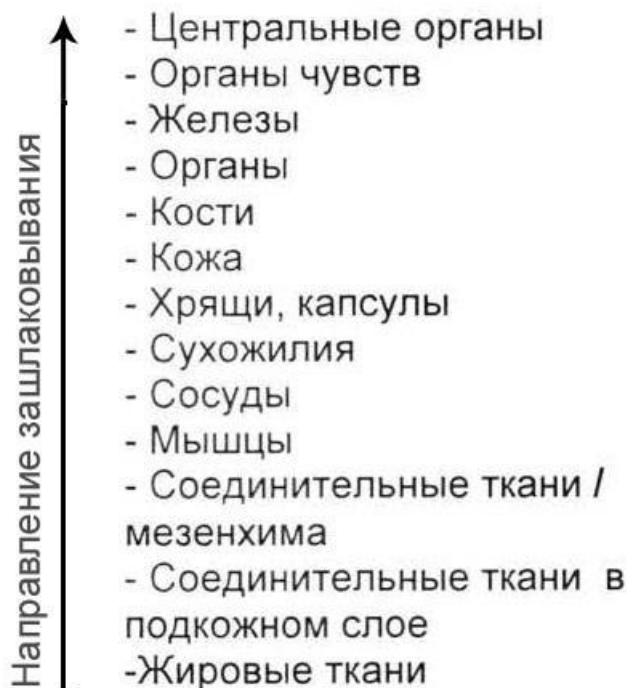 - Центральные органы
- Органы чувств
- Железы
- Органы
- Кости
- Кожа
- Хрящи, капсулы
- Сухожилия
- Сосуды
- Мышцы
- Соединительные ткани /
мезенхима
- Соединительные ткани в
подкожном слое
-Жировые ткани
Направление зашлаковывания